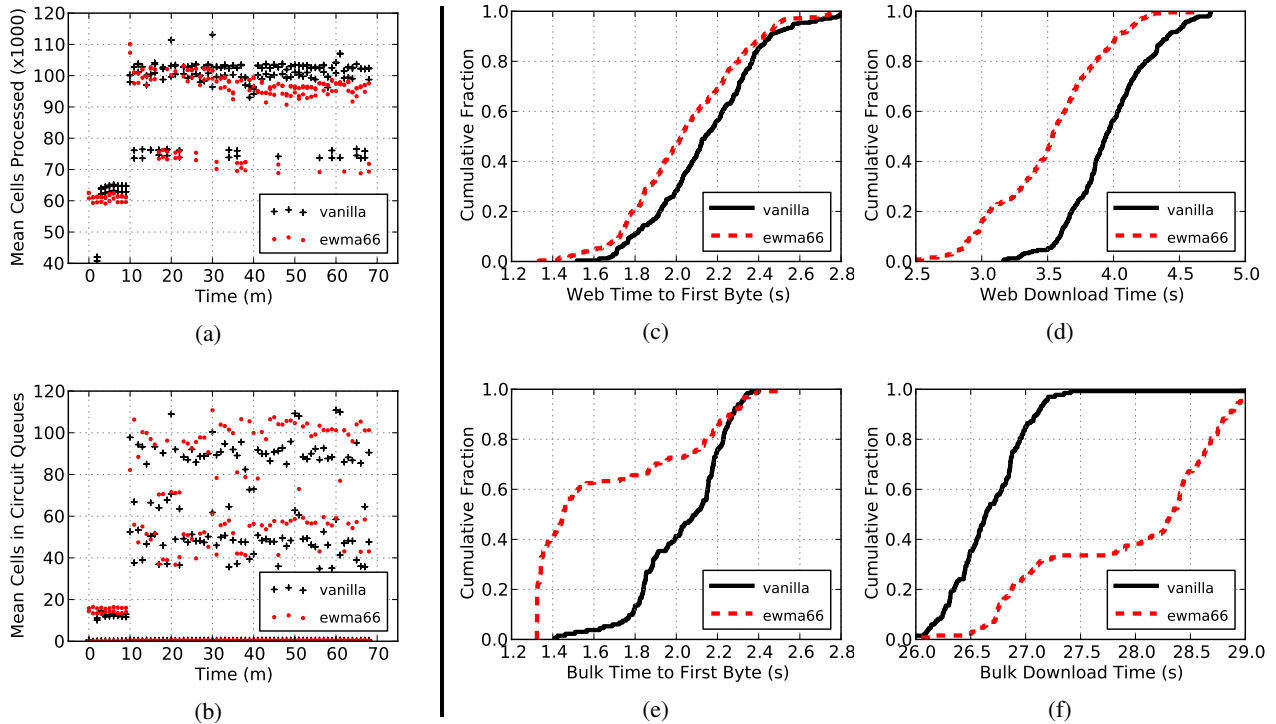 120
110
100
90
80
70
60
50
40
Mean Cells Processed (x1000)
0 10 20 30 40 50 60 70
Time (m)
vanilla
ewma66
(a)
120
100
80
60
40
20
0
Mean Cells in Circuit Queues
0 10 20 30 40 50 60 70
Time (m)
vanilla
ewma66
(b)
1.0
0.8
0.6
0.4
0.2
0.0
Cumulative Fraction
1.2 1.4 1.6 1.8 2.0 2.2 2.4 2.6 2.8
Web Time to First Byte (s)
vanilla
ewma66
(c)
1.0
0.8
0.6
0.4
0.2
0.0
Cumulative Fraction
2.5 3.0 3.5 4.0 4.5 5.0
Web Download Time (s)
vanilla
ewma66
(d)
1.0
0.8
0.6
0.4
0.2
0.0
Cumulative Fraction
1.2 1.4 1.6 1.8 2.0 2.2 2.4 2.6 2.8
Bulk Time to First Byte (s)
vanilla
ewma66
(e)
1.0
0.8
0.6
0.4
0.2
0.0
Cumulative Fraction
26.0 26.5 27.0 27.5 28.0 28.5 29.0
Bulk Download Time (s)
vanilla
ewma66
(f)